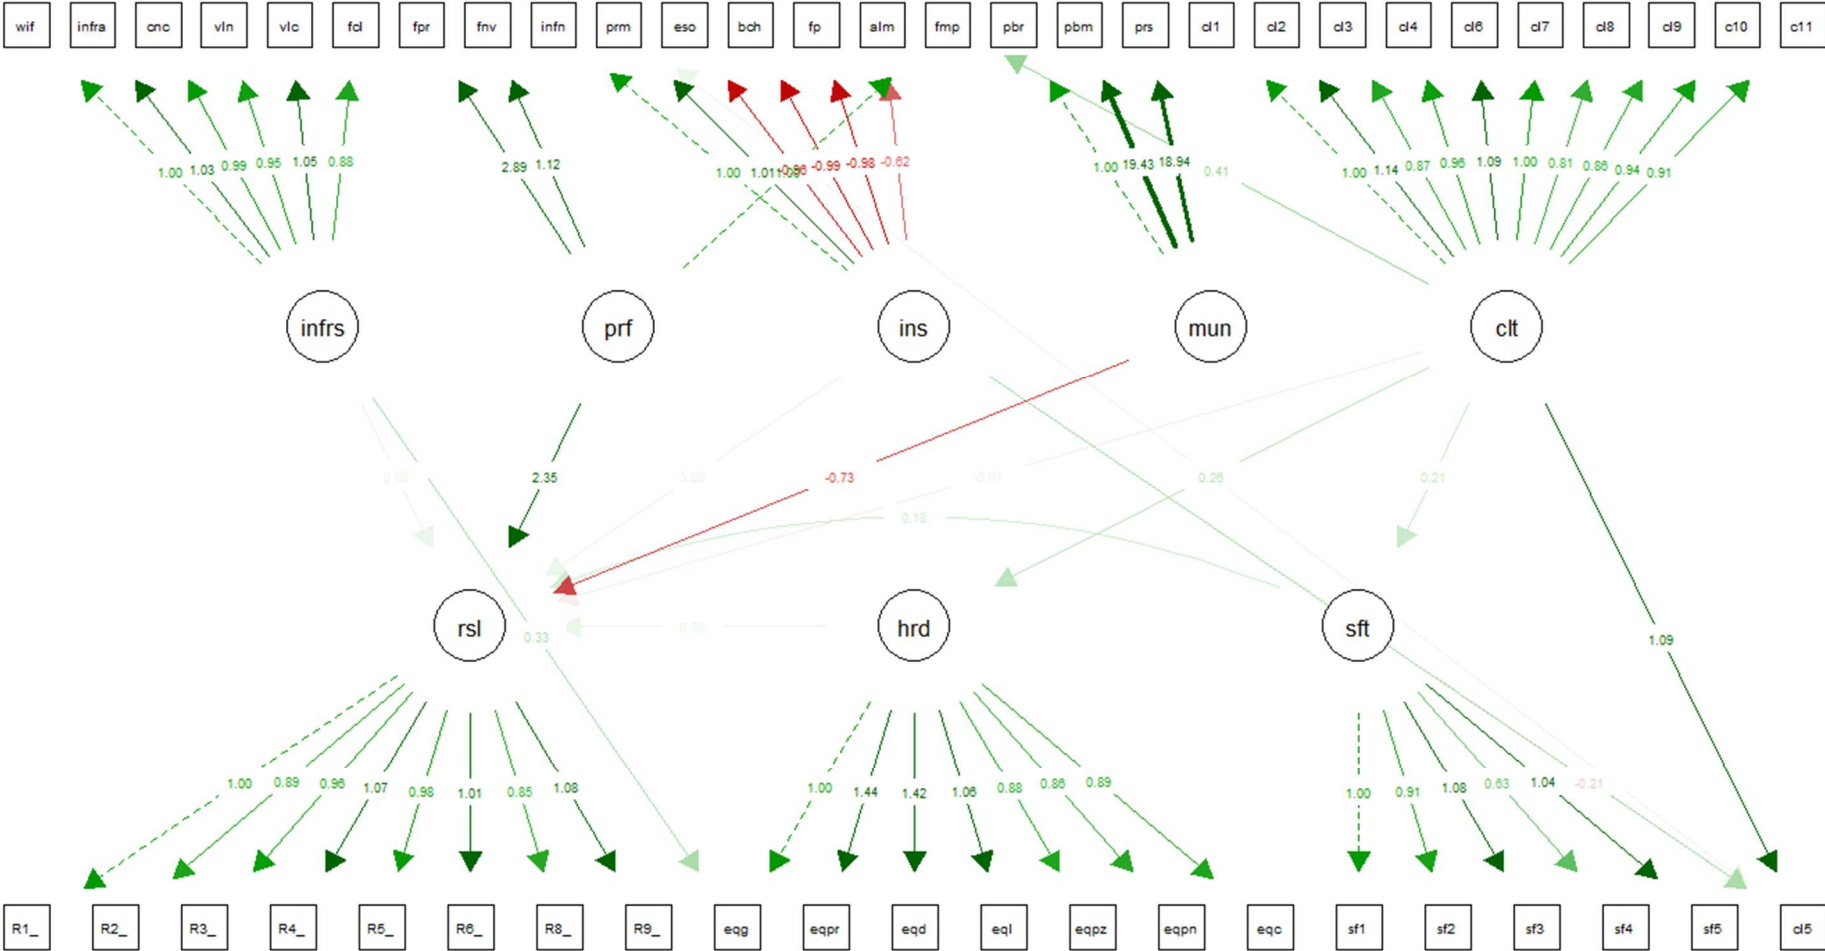 wif infra cnc vln vlc fcl fpr fnv infn prm eso bch fp alm fmp pbr pbm prs cl1 cl2 cl3 cl4 cl6 cl7 cl8 cl9 c10 c11
1.00 1.03 0.99 0.95 1.05 0.88 2.89 1.12 1.00 1.01 -0.99 -0.98 -0.62 1.00 19.43 18.94 0.41 1.00 1.14 0.87 0.96 1.09 1.00 0.81 0.86 0.94 0.91
infrs prf ins mun clt
2.35 -0.73 0.26 0.21
0.18
rsl hrd sft
0.33 1.09
1.00 0.89 0.96 1.07 0.98 1.01 0.85 1.08 1.00 1.44 1.42 1.06 0.88 0.86 0.89 1.00 0.91 1.08 0.63 1.04 -0.21
R1_ R2_ R3_ R4_ R5_ R6_ R8_ R9_ eqg eqpr eqd eql eqpz eqpn eqc sf1 sf2 sf3 sf4 sf5 cl5